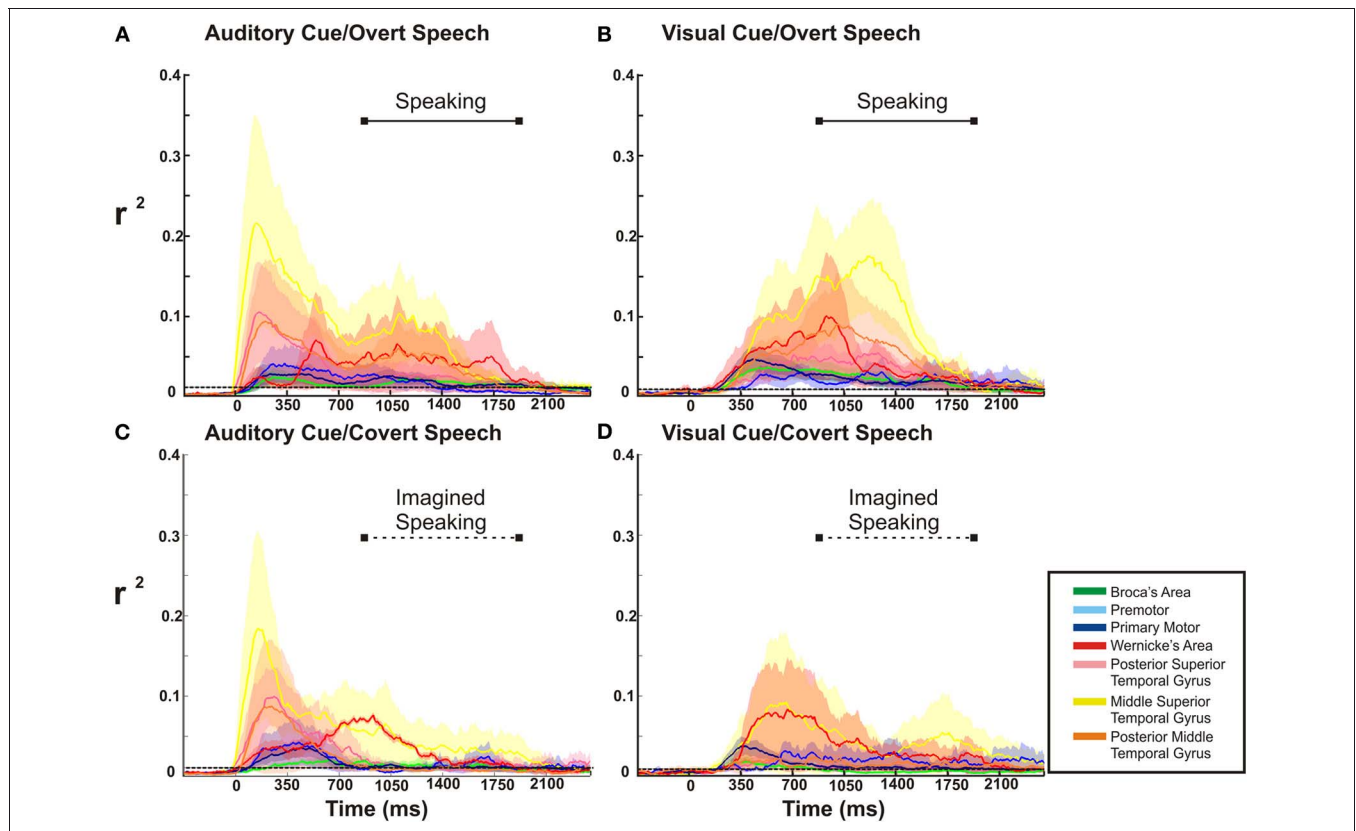 A Auditory Cue/Overt Speech
B Visual Cue/Overt Speech
0.4
0.3
0.2
0.1
0
r 2
Speaking
0 350 700 1050 1400 1750 2100
0.4
0.3
0.2
0.1
0
Speaking
0 350 700 1050 1400 1750 2100
C Auditory Cue/Covert Speech
D Visual Cue/Covert Speech
0.4
0.3
0.2
0.1
0
r 2
Imagined
Speaking
0 350 700 1050 1400 1750 2100
Time (ms)
0.4
0.3
0.2
0.1
0
Imagined
Speaking
0 350 700 1050 1400 1750 2100
Time (ms)
Broca's Area
Premotor
Primary Motor
Wernicke's Area
Posterior Superior
Temporal Gyrus
Middle Superior
Temporal Gyrus
Posterior Middle
Temporal Gyrus